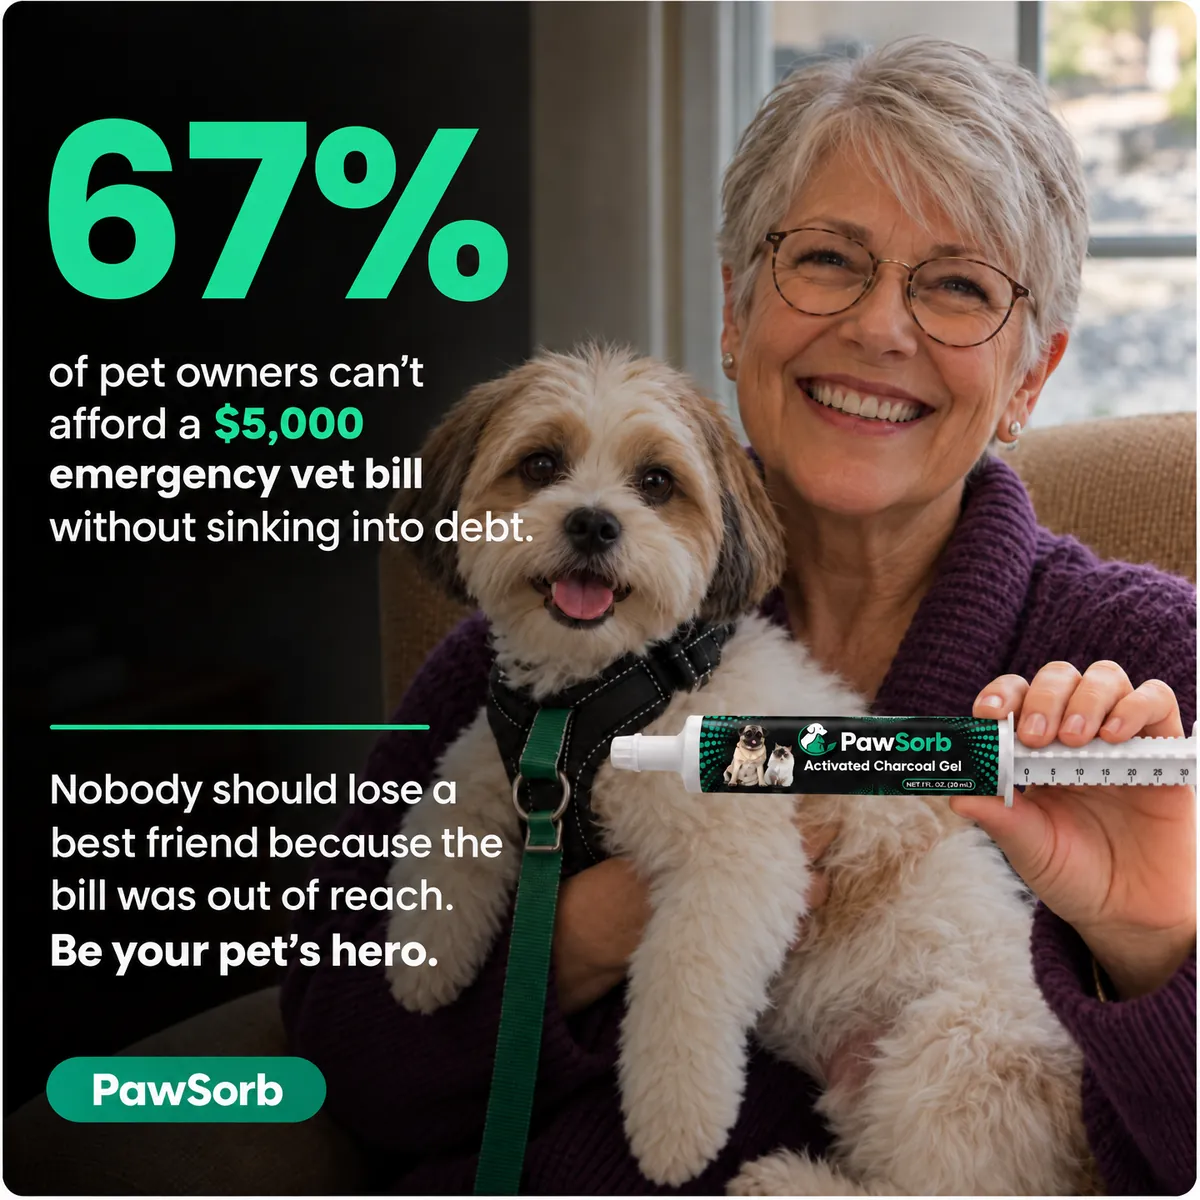 67%
of pet owners can't
afford a $5,000
emergency vet bill
without sinking into debt.
Nobody should lose a
best friend because the
bill was out of reach.
Be your pet's hero.
PawSorb
PawSorb
Activated Charcoal Gel
NET 1 FL. OZ. (30 mL)
0 5 10 15 20 25 30